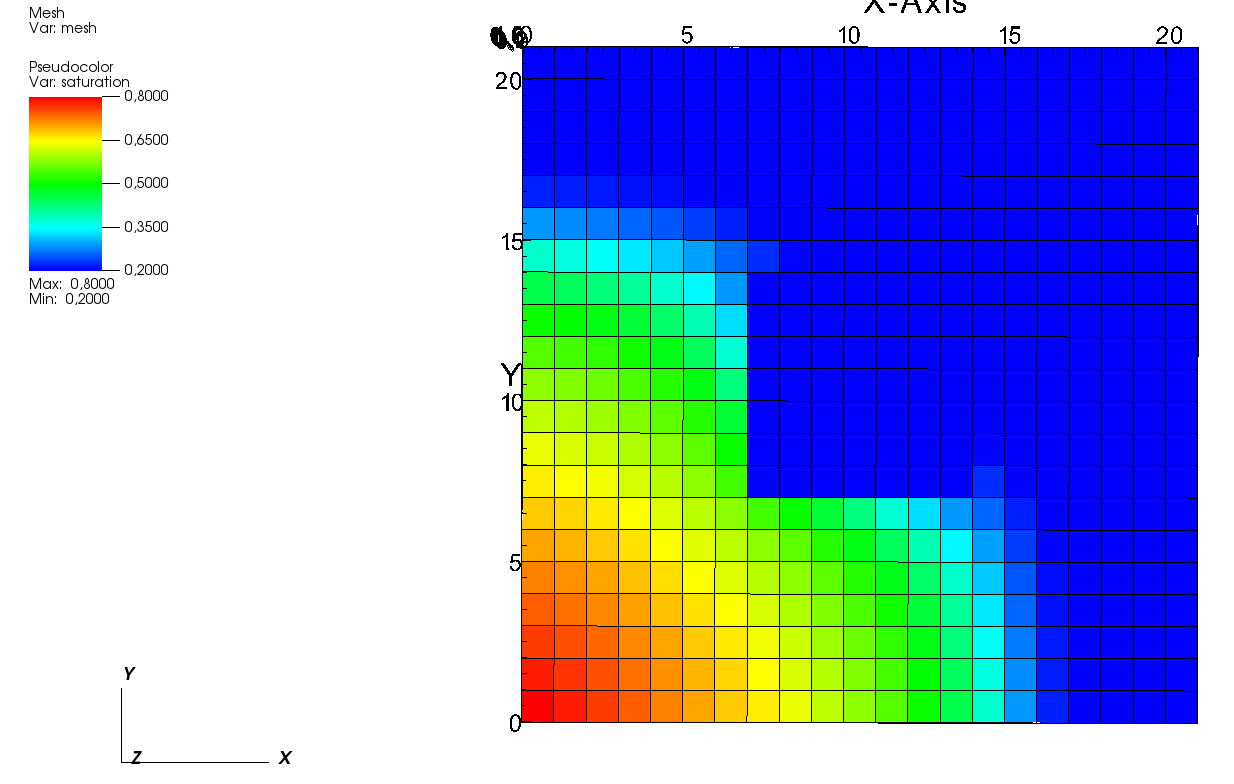 Mesh
Var: mesh
Pseudocolor
Var: saturation
0,8000
0,6500
0,5000
0,3500
0,2000
Max: 0,8000
Min: 0,2000
X-Axis
5 10 15 20
20
15
Y
10
5
0
Y
Z X